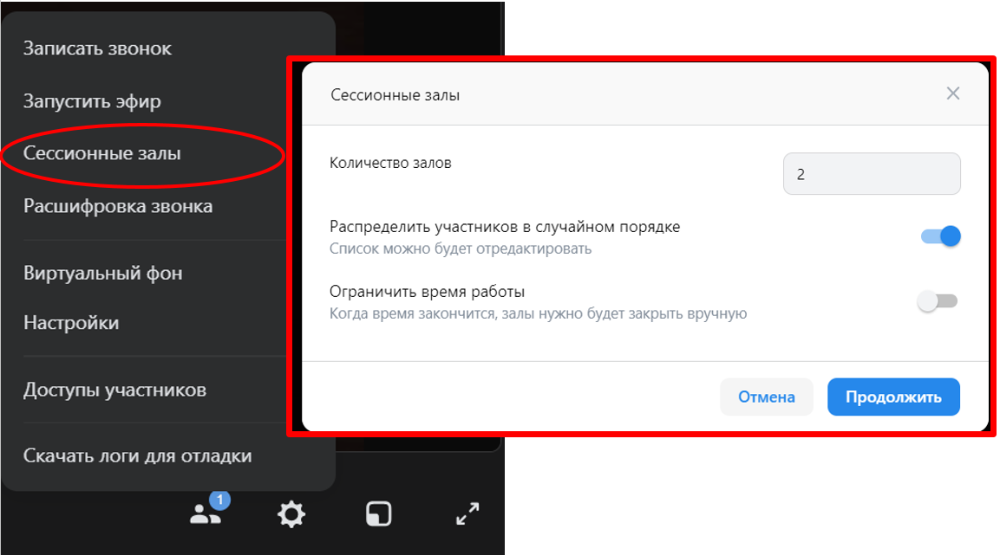 Записать звонок
Запустить эфир
Сессионные залы
Расшифровка звонка
Виртуальный фон
Настройки
Доступы участников
Скачать логи для отладки
1
Сессионные залы
Количество залов
2
Распределить участников в случайном порядке
Список можно будет отредактировать
Ограничить время работы
Когда время закончится, залы нужно будет закрыть вручную
Отмена
Продолжить